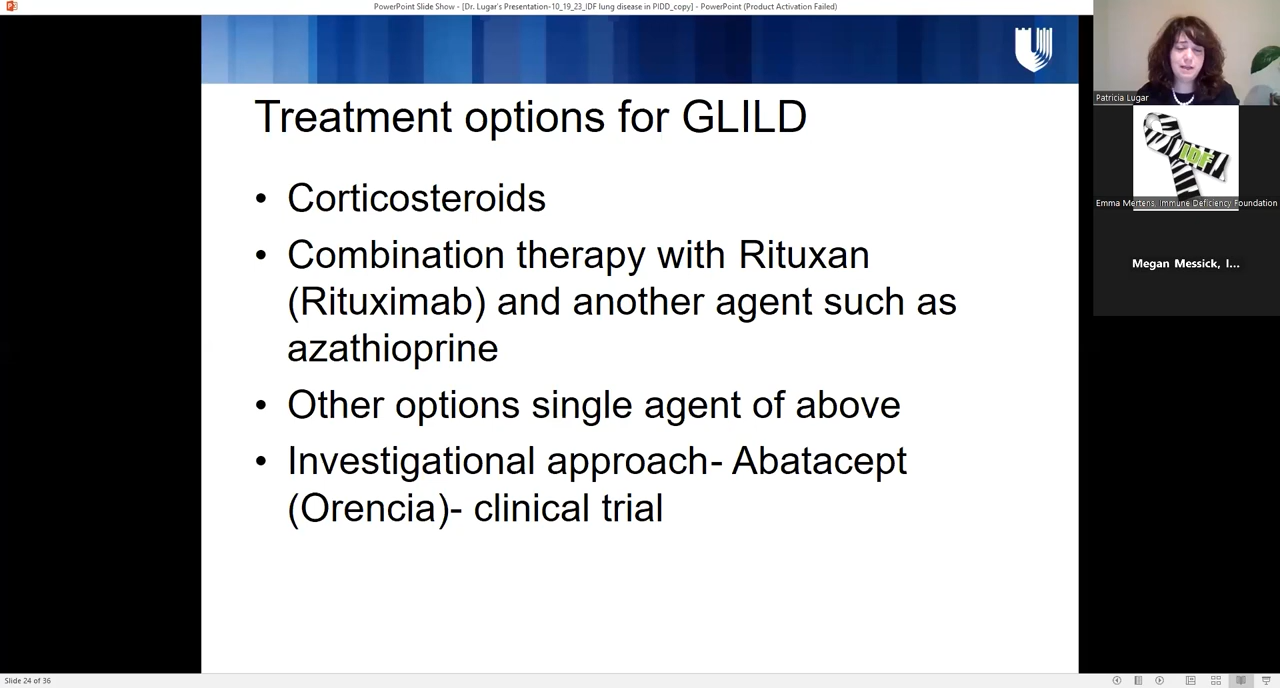 PowerPoint Slide Show - [Dr. Lugar's Presentation-10_19_23_IDF lung disease in PIDD_copy] - PowerPoint (Product Activation Failed)
Treatment options for GLILD
• Corticosteroids
• Combination therapy with Rituxan
(Rituximab) and another agent such as
azathioprine
• Other options single agent of above
• Investigational approach- Abatacept
(Orencia)- clinical trial
Patricia Lugar
IDF
Emma Mertens, Immune Deficiency Foundation
Megan Messick, I...
Slide 24 of 36